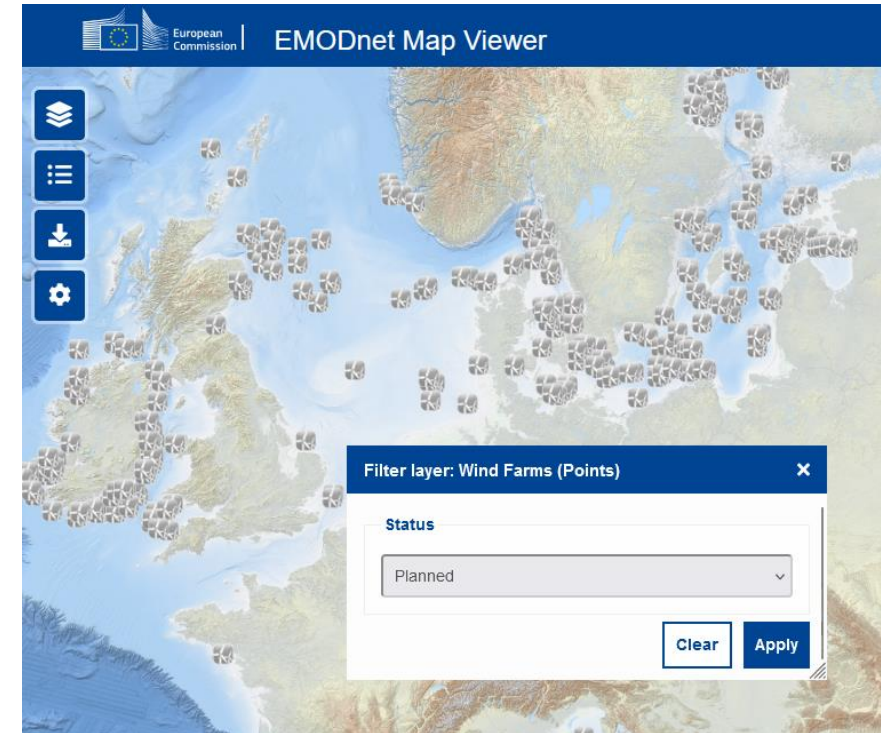 European
Commission
EMODnet Map Viewer
Filter layer: Wind Farms (Points)
Status
Planned
Clear
Apply